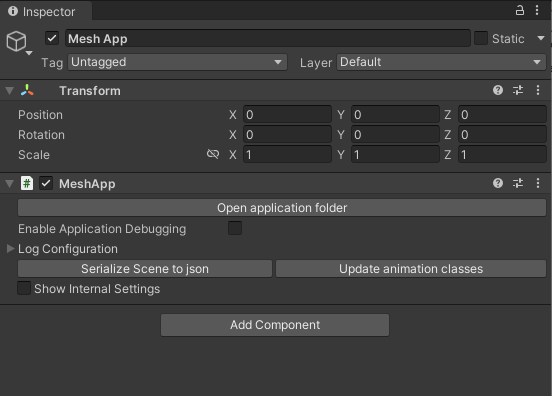 Inspector
Mesh App Static
Tag Untagged Layer Default
Transform
Position X 0 Y 0 Z 0
Rotation X 0 Y 0 Z 0
Scale X 1 Y 1 Z 1
# MeshApp
Open application folder
Enable Application Debugging
Log Configuration
Serialize Scene to json Update animation classes
Show Internal Settings
Add Component